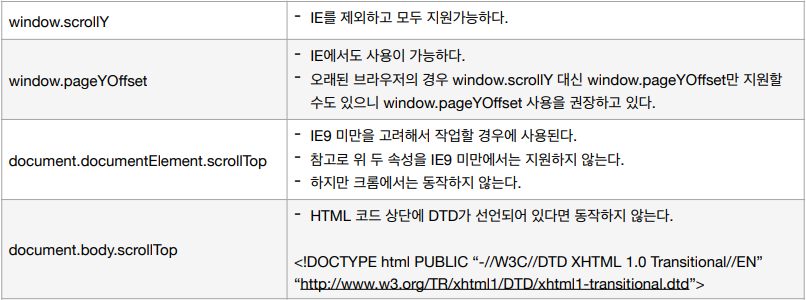 window.scrollY
- IE를 제외하고 모두 지원가능하다.
window.pageYOffset
- IE에서도 사용이 가능하다.
- 오래된 브라우저의 경우 window.scrollY 대신 window.pageYOffset만 지원할
수도 있으니 window.pageYOffset 사용을 권장하고 있다.
document.documentElement.scrollTop
- IE9 미만을 고려해서 작업할 경우에 사용된다.
- 참고로 위 두 속성을 IE9 미만에서는 지원하지 않는다.
- 하지만 크롬에서는 동작하지 않는다.
document.body.scrollTop
- HTML 코드 상단에 DTD가 선언되어 있다면 동작하지 않는다.
<!DOCTYPE html PUBLIC “-//W3C//DTD XHTML 1.0 Transitional//EN”
“http://www.w3.org/TR/xhtml1/DTD/xhtml1-transitional.dtd”>